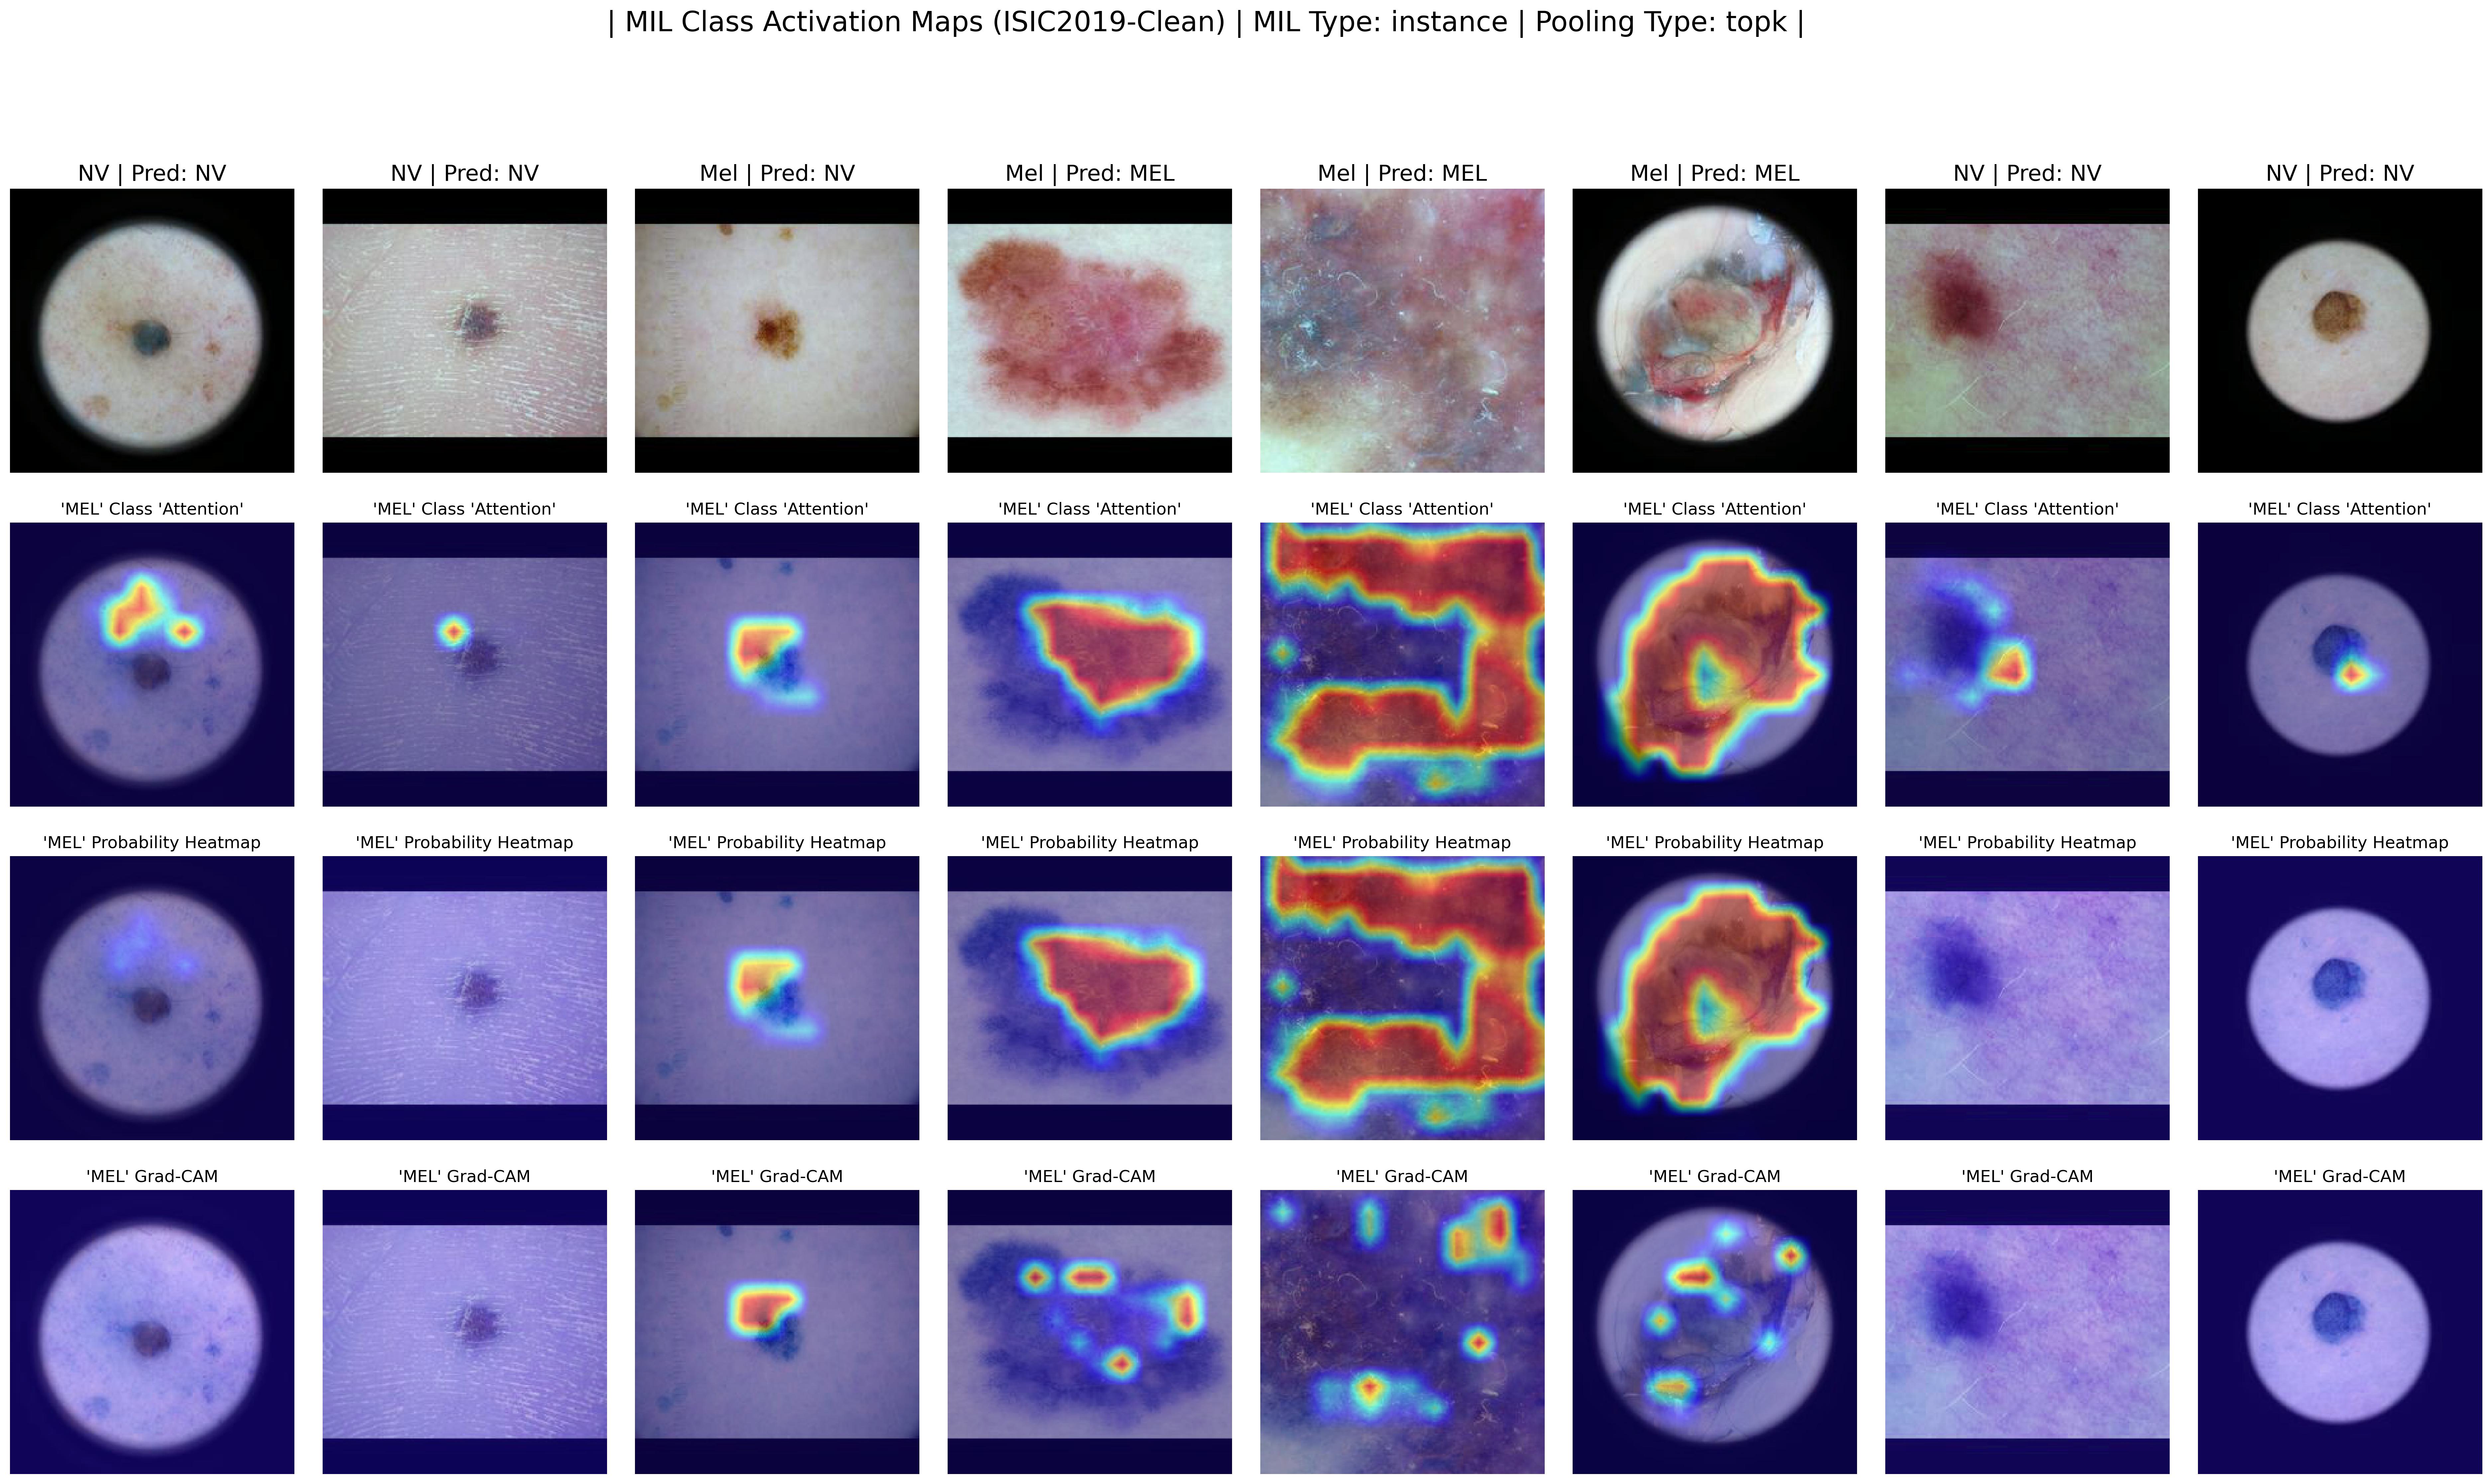 | MIL Class Activation Maps (ISIC2019-Clean) | MIL Type: instance | Pooling Type: topk |
NV | Pred: NV
NV | Pred: NV
Mel | Pred: NV
Mel | Pred: MEL
Mel | Pred: MEL
Mel | Pred: MEL
NV | Pred: NV
NV | Pred: NV
'MEL' Class 'Attention'
'MEL' Class 'Attention'
'MEL' Class 'Attention'
'MEL' Class 'Attention'
'MEL' Class 'Attention'
'MEL' Class 'Attention'
'MEL' Class 'Attention'
'MEL' Class 'Attention'
'MEL' Probability Heatmap
'MEL' Probability Heatmap
'MEL' Probability Heatmap
'MEL' Probability Heatmap
'MEL' Probability Heatmap
'MEL' Probability Heatmap
'MEL' Probability Heatmap
'MEL' Probability Heatmap
'MEL' Grad-CAM
'MEL' Grad-CAM
'MEL' Grad-CAM
'MEL' Grad-CAM
'MEL' Grad-CAM
'MEL' Grad-CAM
'MEL' Grad-CAM
'MEL' Grad-CAM